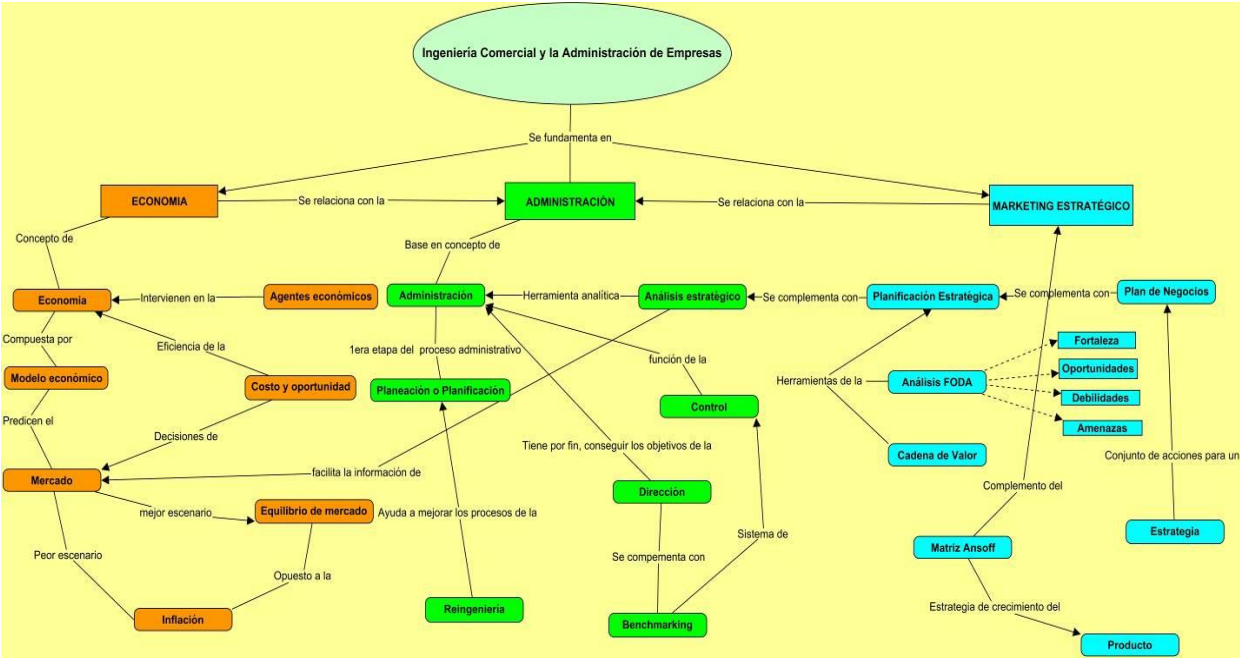 Ingeniería Comercial y la Administración de Empresas
Se fundamenta en
ECONOMIA
Se relaciona con la
ADMINISTRACIÓN
Se relaciona con la
MARKETING ESTRATÉGICO
Concepto de
Base en concepto de
Economía
Intervienen en la
Agentes económicos
Administración
Herramienta analítica
Análisis estratégico
Se complementa con
Planificación Estratégica
Se complementa con
Plan de Negocios
Compuesta por
Eficiencia de la
1era etapa del proceso administrativo
función de la
Fortaleza
Oportunidades
Debilidades
Amenazas
Modelo económico
Costo y oportunidad
Planeación o Planificación
Control
Herramientas de la
Análisis FODA
Predicen el
Decisiones de
Tiene por fin, conseguir los objetivos de la
Cadena de Valor
Conjunto de acciones para un
Mercado
facilita la información de
Dirección
Complemento del
mejor escenario
Equilibrio de mercado
Ayuda a mejorar los procesos de la
Sistema de
Estrategia
Peor escenario
Opuesto a la
Se compementa con
Matriz Ansoff
Inflación
Reingenieria
Benchmarking
Estrategia de crecimiento del
Producto